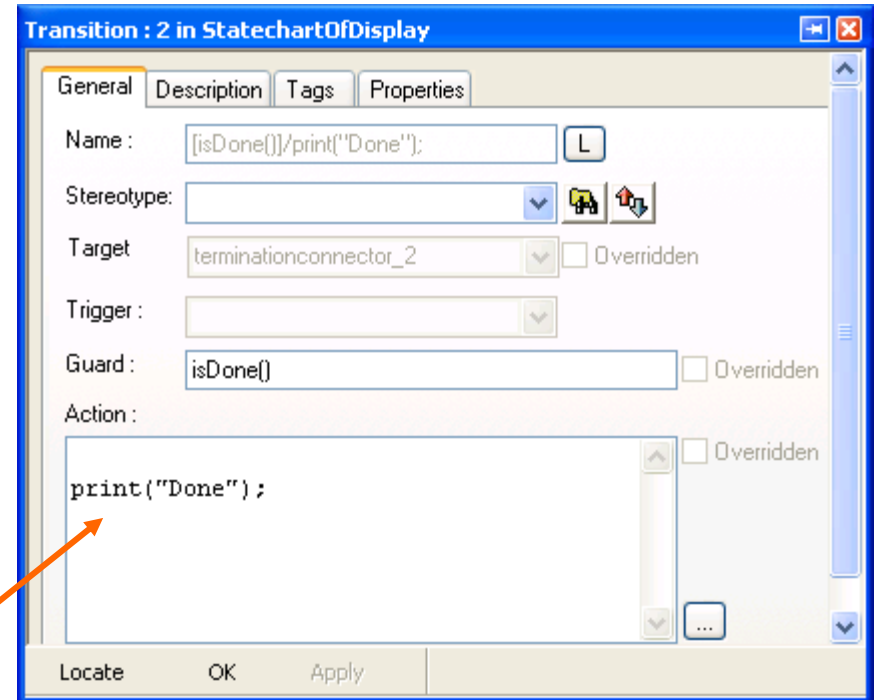 Transition : 2 in StatechartOfDisplay
General Description Tags Properties
Name : [isDone()]/print("Done"); L
Stereotype:
Target terminationconnector_2 Overridden
Trigger :
Guard : isDone() Overridden
Action :
Overridden
print("Done");
...
Locate OK Apply